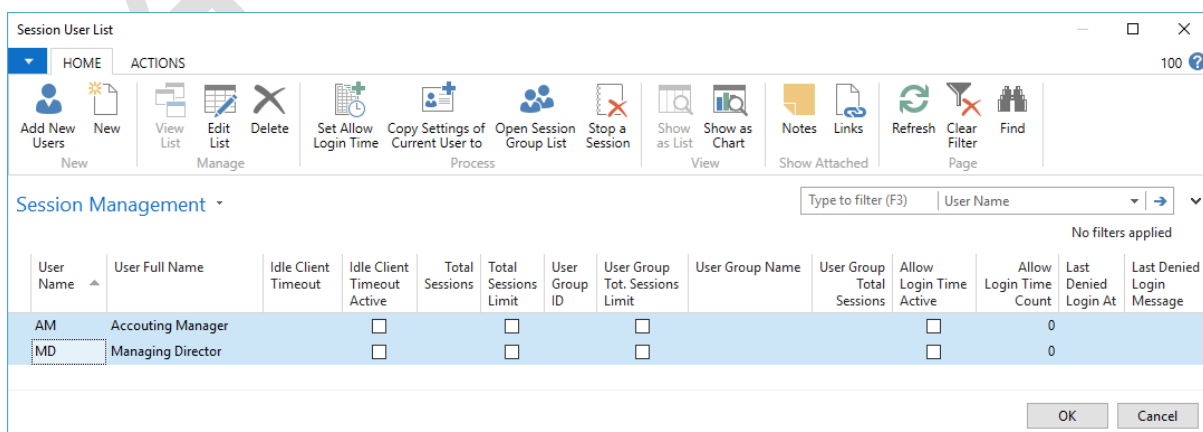 Session User List
HOME ACTIONS 100
Add New Users New View List Edit List Delete Set Allow Login Time Copy Settings of Current User to Open Session Group List Stop a Session Show as List Show as Chart Notes Links Refresh Clear Filter Find
New Manage Process View Show Attached Page
Session Management Type to filter (F3) User Name
No filters applied
User Name User Full Name Idle Client Timeout Idle Client Timeout Active Total Sessions Total Sessions Limit User Group ID User Group Tot. Sessions Limit User Group Name User Group Total Sessions Allow Login Time Active Allow Login Time Count Last Denied Login At Last Denied Login Message
AM Accouting Manager 0
MD Managing Director 0
OK Cancel